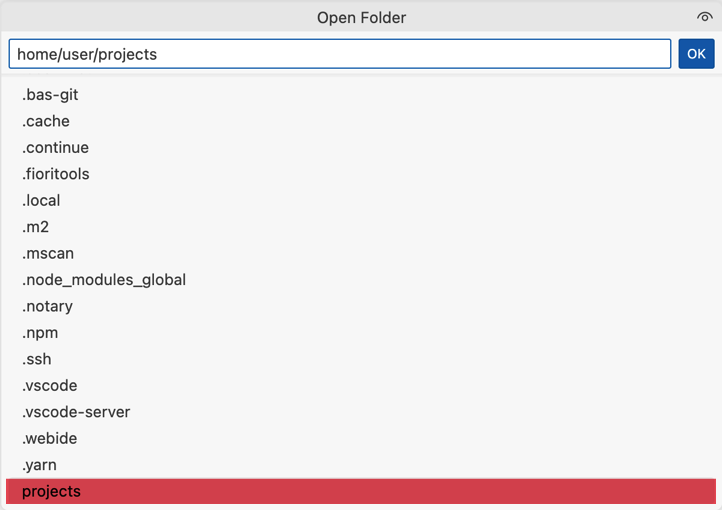 Open Folder
home/user/projects OK
.bas-git
.cache
.continue
.fioritools
.local
.m2
.mscan
.node_modules_global
.notary
.npm
.ssh
.vscode
.vscode-server
.webide
.yarn
projects